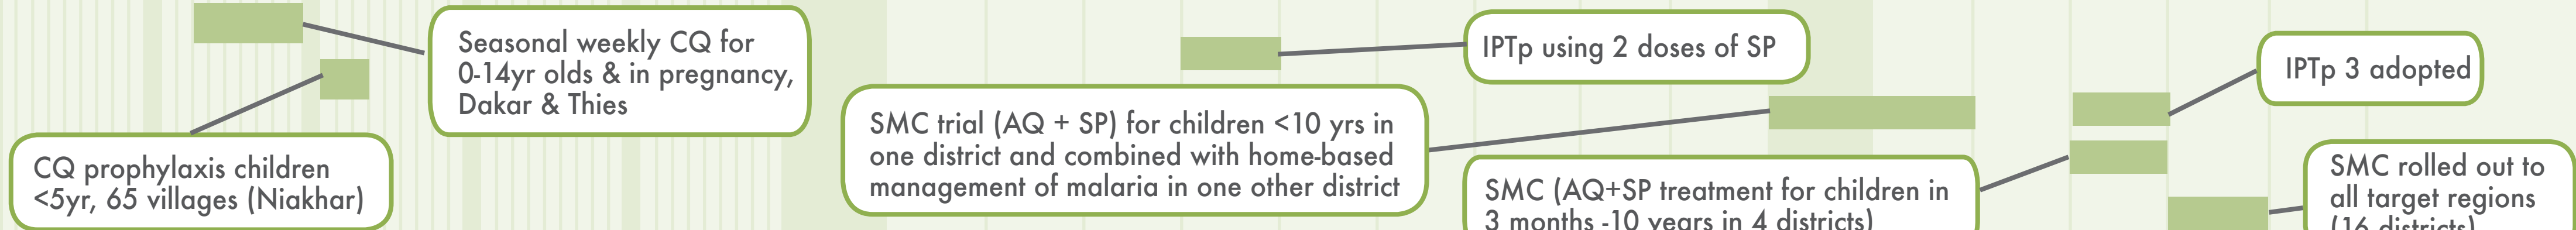 Seasonal weekly CQ for
0-14yr olds & in pregnancy,
Dakar & Thies
CQ prophylaxis children
<5yr, 65 villages (Niakhar)
IPTp using 2 doses of SP
SMC trial (AQ + SP) for children <10 yrs in
one district and combined with home-based
management of malaria in one other district
IPTp 3 adopted
SMC (AQ+SP treatment for children in
3 months -10 years in 4 districts)
SMC rolled out to
all target regions
(16 districts)